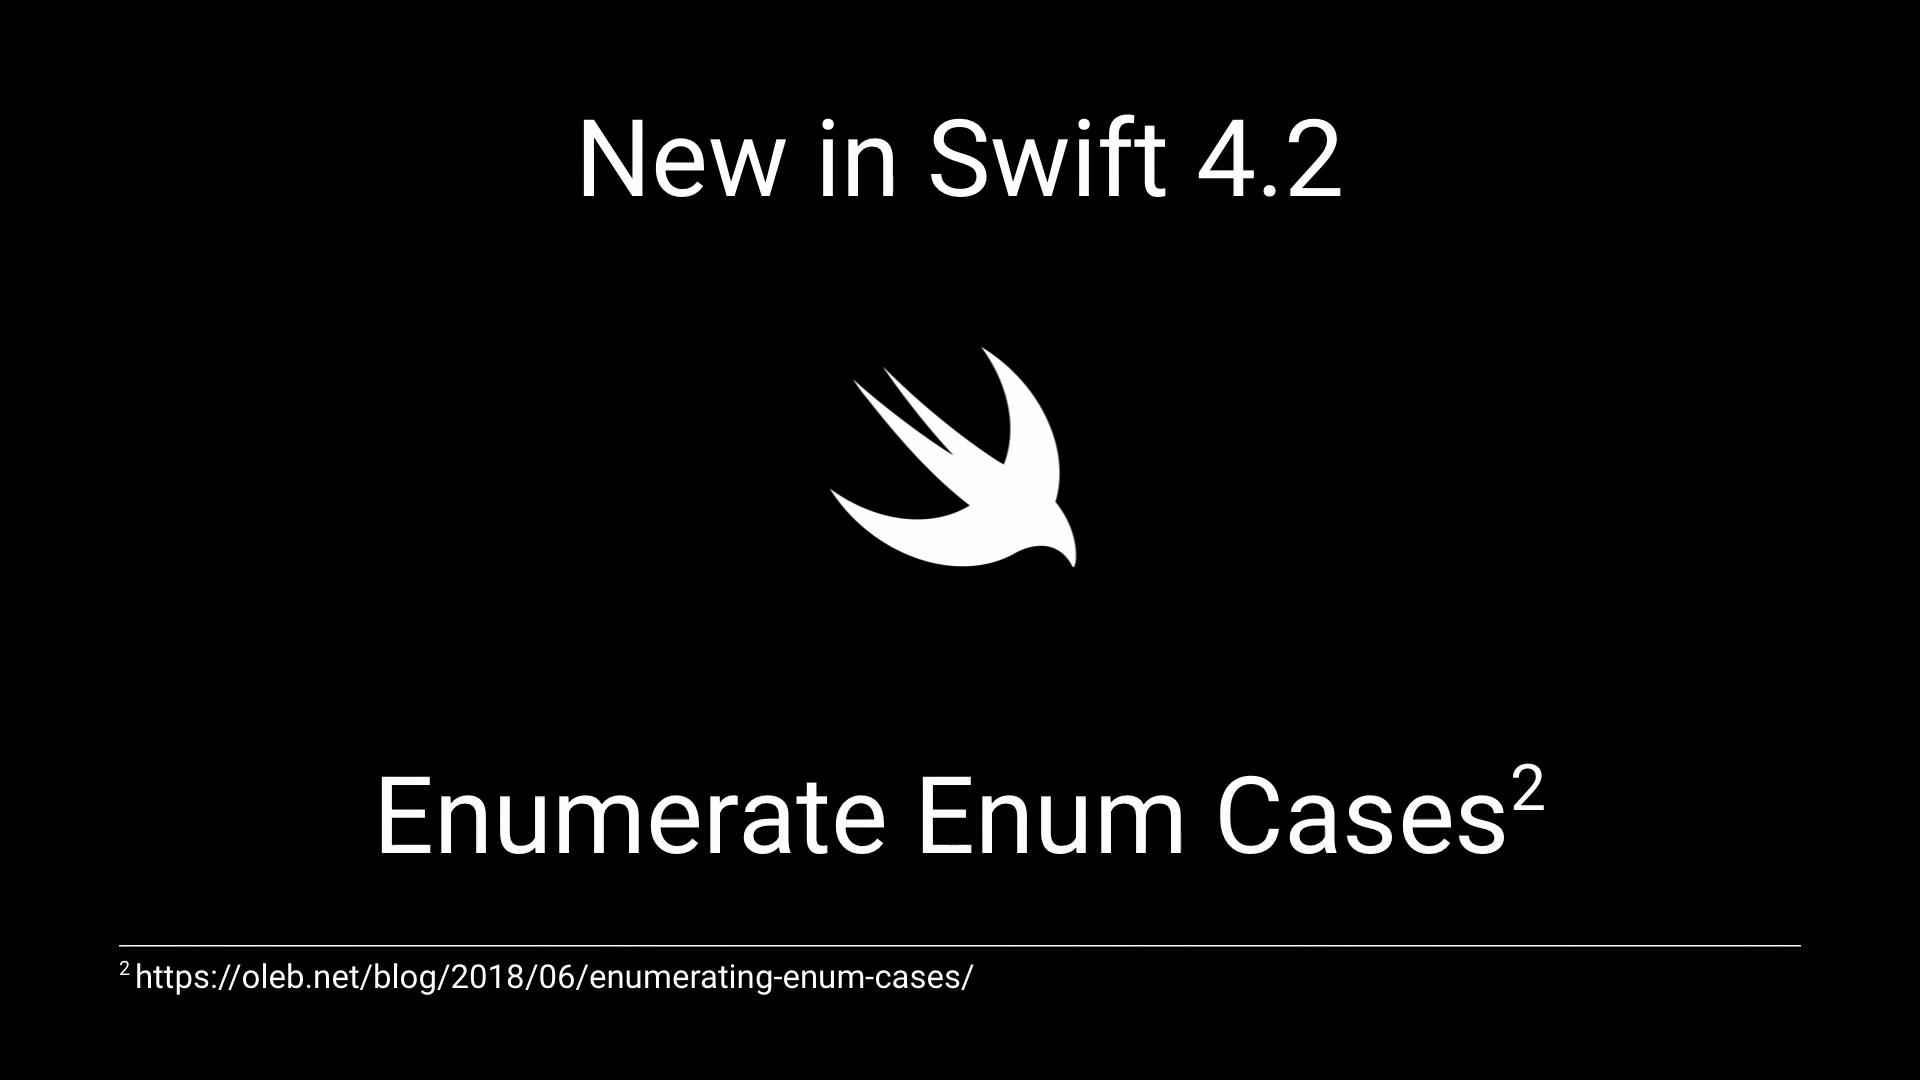 New in Swift 4.2
Enumerate Enum Cases²
² https://oleb.net/blog/2018/06/enumerating-enum-cases/